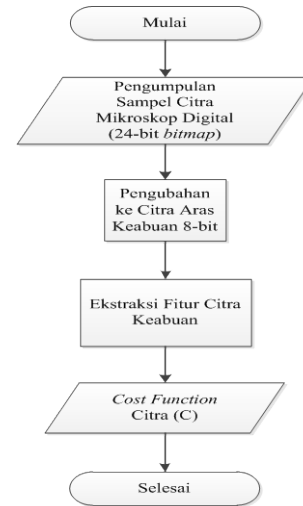 Mulai
Pengumpulan
Sampel Citra
Mikroskop Digital
(24-bit bitmap)
Pengubahan
ke Citra Aras
Keabuan 8-bit
Ekstraksi Fitur Citra
Keabuan
Cost Function
Citra (C)
Selesai